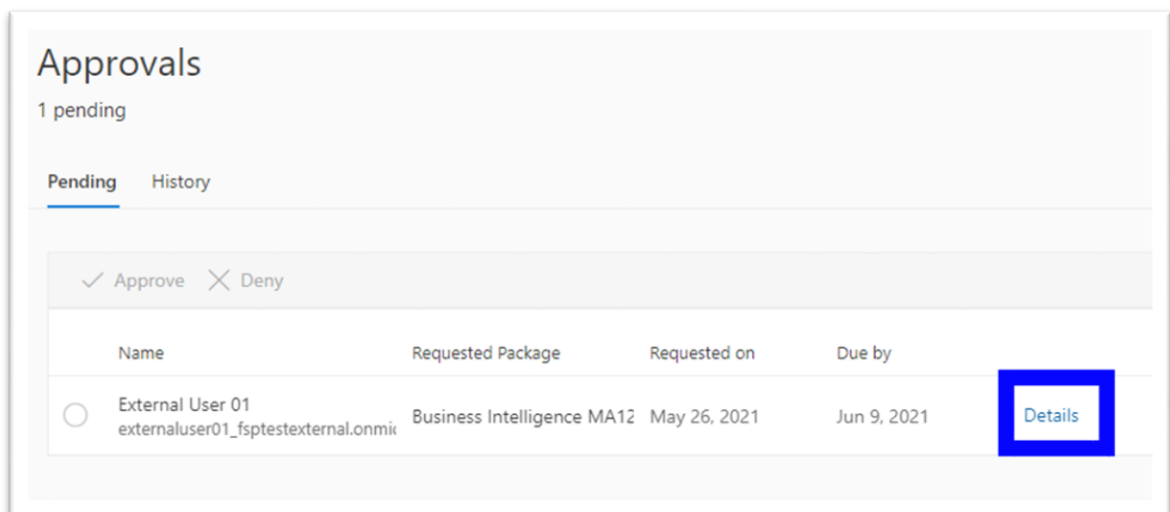 Approvals
1 pending
Pending History
Approve Deny
Name Requested Package Requested on Due by
External User 01
externaluser01_fsptestexternal.onmic
Business Intelligence MA12 May 26, 2021 Jun 9, 2021 Details